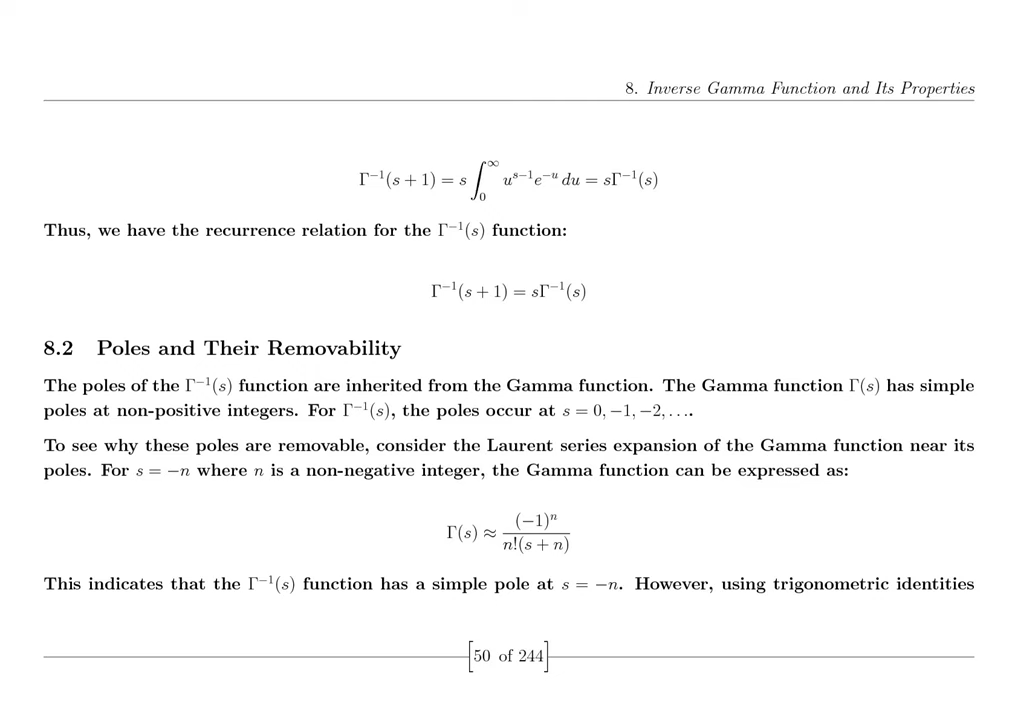 8. Inverse Gamma Function and Its Properties
Γ⁻¹(s + 1) = s ∫₀^∞ uˢ⁻¹e⁻ᵘ du = sΓ⁻¹(s)
Thus, we have the recurrence relation for the Γ⁻¹(s) function:
Γ⁻¹(s + 1) = sΓ⁻¹(s)
8.2 Poles and Their Removability
The poles of the Γ⁻¹(s) function are inherited from the Gamma function. The Gamma function Γ(s) has simple
poles at non-positive integers. For Γ⁻¹(s), the poles occur at s = 0, −1, −2, . . ..
To see why these poles are removable, consider the Laurent series expansion of the Gamma function near its
poles. For s = −n where n is a non-negative integer, the Gamma function can be expressed as:
Γ(s) ≈ (−1)ⁿ / n!(s + n)
This indicates that the Γ⁻¹(s) function has a simple pole at s = −n. However, using trigonometric identities
[50 of 244]